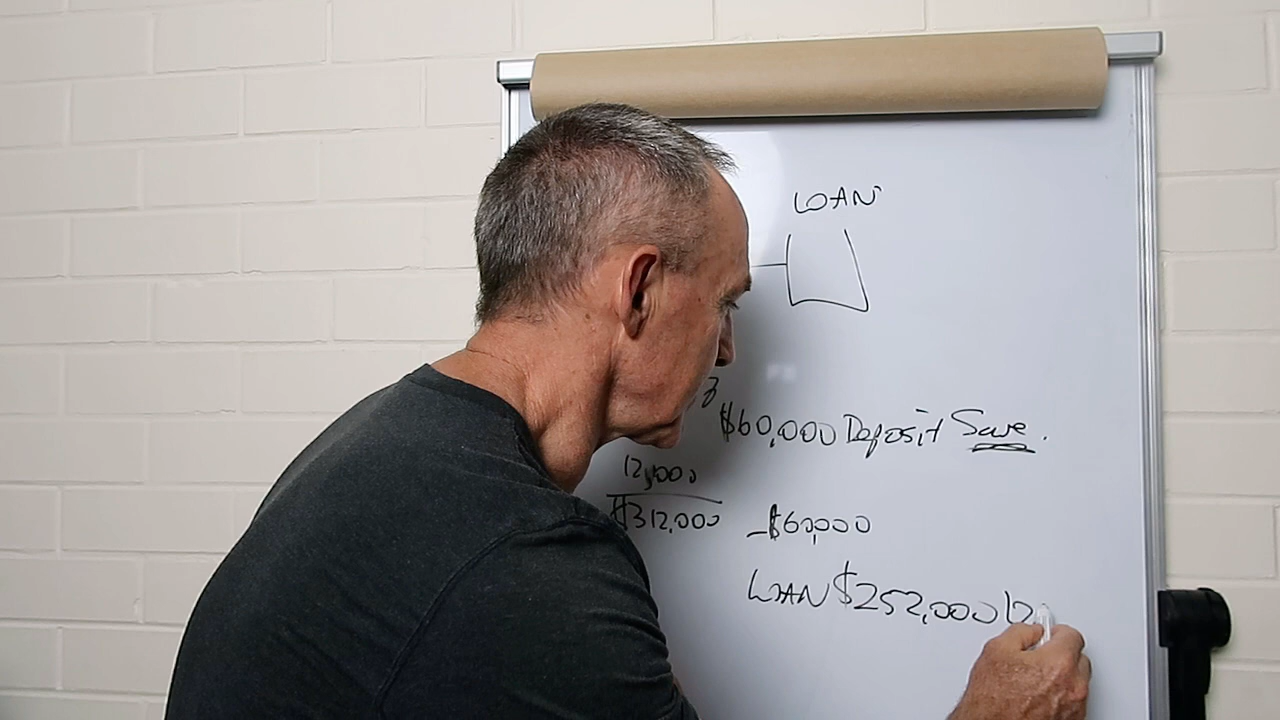 LOAN
$60,000 Deposit Save.
12,000
$312,000
-$60,000
LOAN $252,000